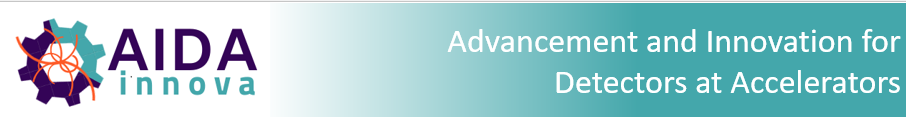 AIDA
innova
Advancement and Innovation for
Detectors at Accelerators